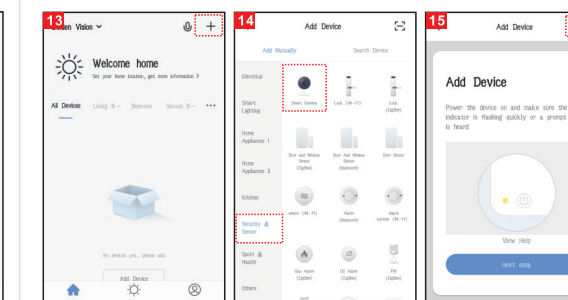 13
Vision
Welcome home
Set your home location, get more information >
All Devices Living R… Bedroom Second B…
No devices yet, please add
Add Device
14
Add Device
Add Manually Search Device
Electrical
Smart Lighting
Home Appliances I
Home Appliances II
Kitchen
Security & Sensor
Sport & Health
Others
Smart Camera
Lock (Wi-Fi)
Lock (ZigBee)
Door and Window Sensor (ZigBee)
Door And Window Sensor (bluetooth)
Door Sensor
sensor (Wi-Fi)
Alarm (bluetooth)
Alarm system (Wi-Fi)
Gas Alarm (ZigBee)
CO Alarm (ZigBee)
PIR (ZigBee)
15
Add Device
Add Device
Power the device on and make sure the
indicator is flashing quickly or a prompt
is heard
View Help
next step